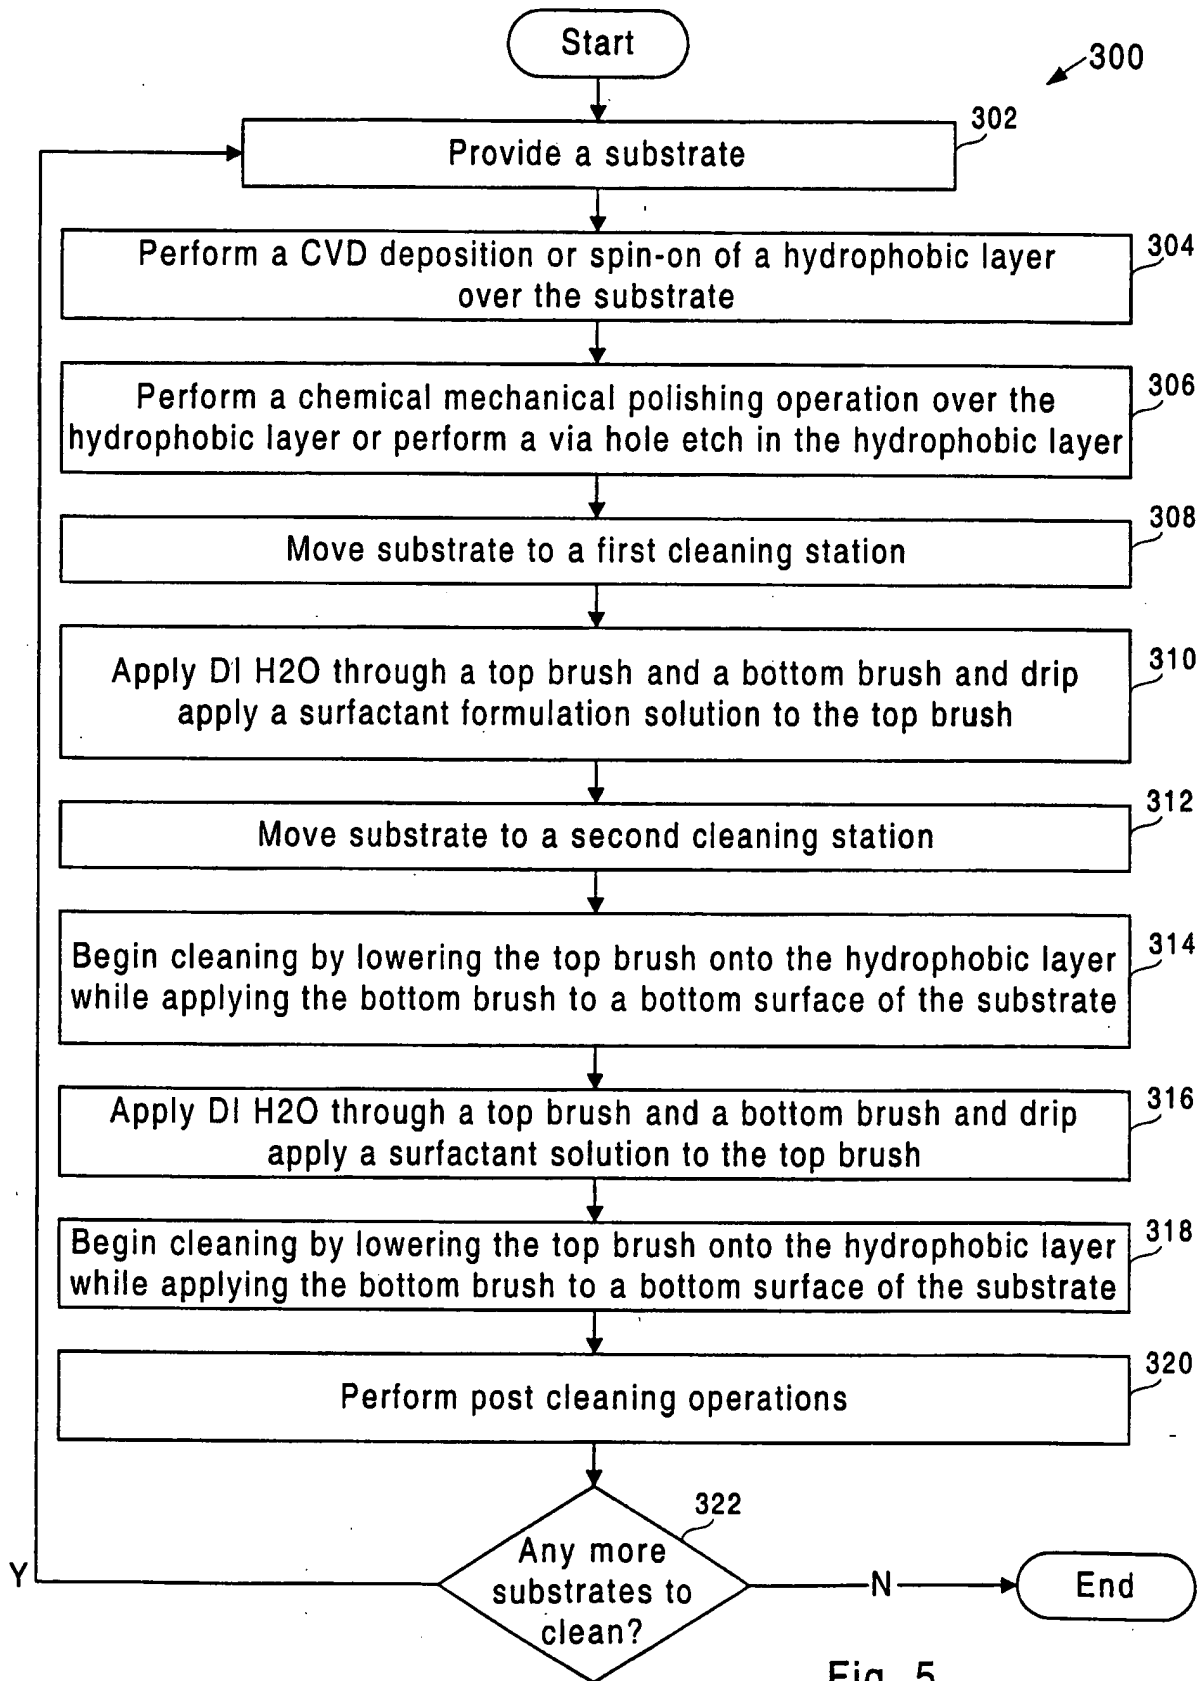 Start
300
302
Provide a substrate
304
Perform a CVD deposition or spin-on of a hydrophobic layer
over the substrate
306
Perform a chemical mechanical polishing operation over the
hydrophobic layer or perform a via hole etch in the hydrophobic layer
308
Move substrate to a first cleaning station
310
Apply DI H2O through a top brush and a bottom brush and drip
apply a surfactant formulation solution to the top brush
312
Move substrate to a second cleaning station
314
Begin cleaning by lowering the top brush onto the hydrophobic layer
while applying the bottom brush to a bottom surface of the substrate
316
Apply DI H2O through a top brush and a bottom brush and drip
apply a surfactant solution to the top brush
318
Begin cleaning by lowering the top brush onto the hydrophobic layer
while applying the bottom brush to a bottom surface of the substrate
320
Perform post cleaning operations
322
Any more
substrates to
clean?
Y
N
End
Fig. 5